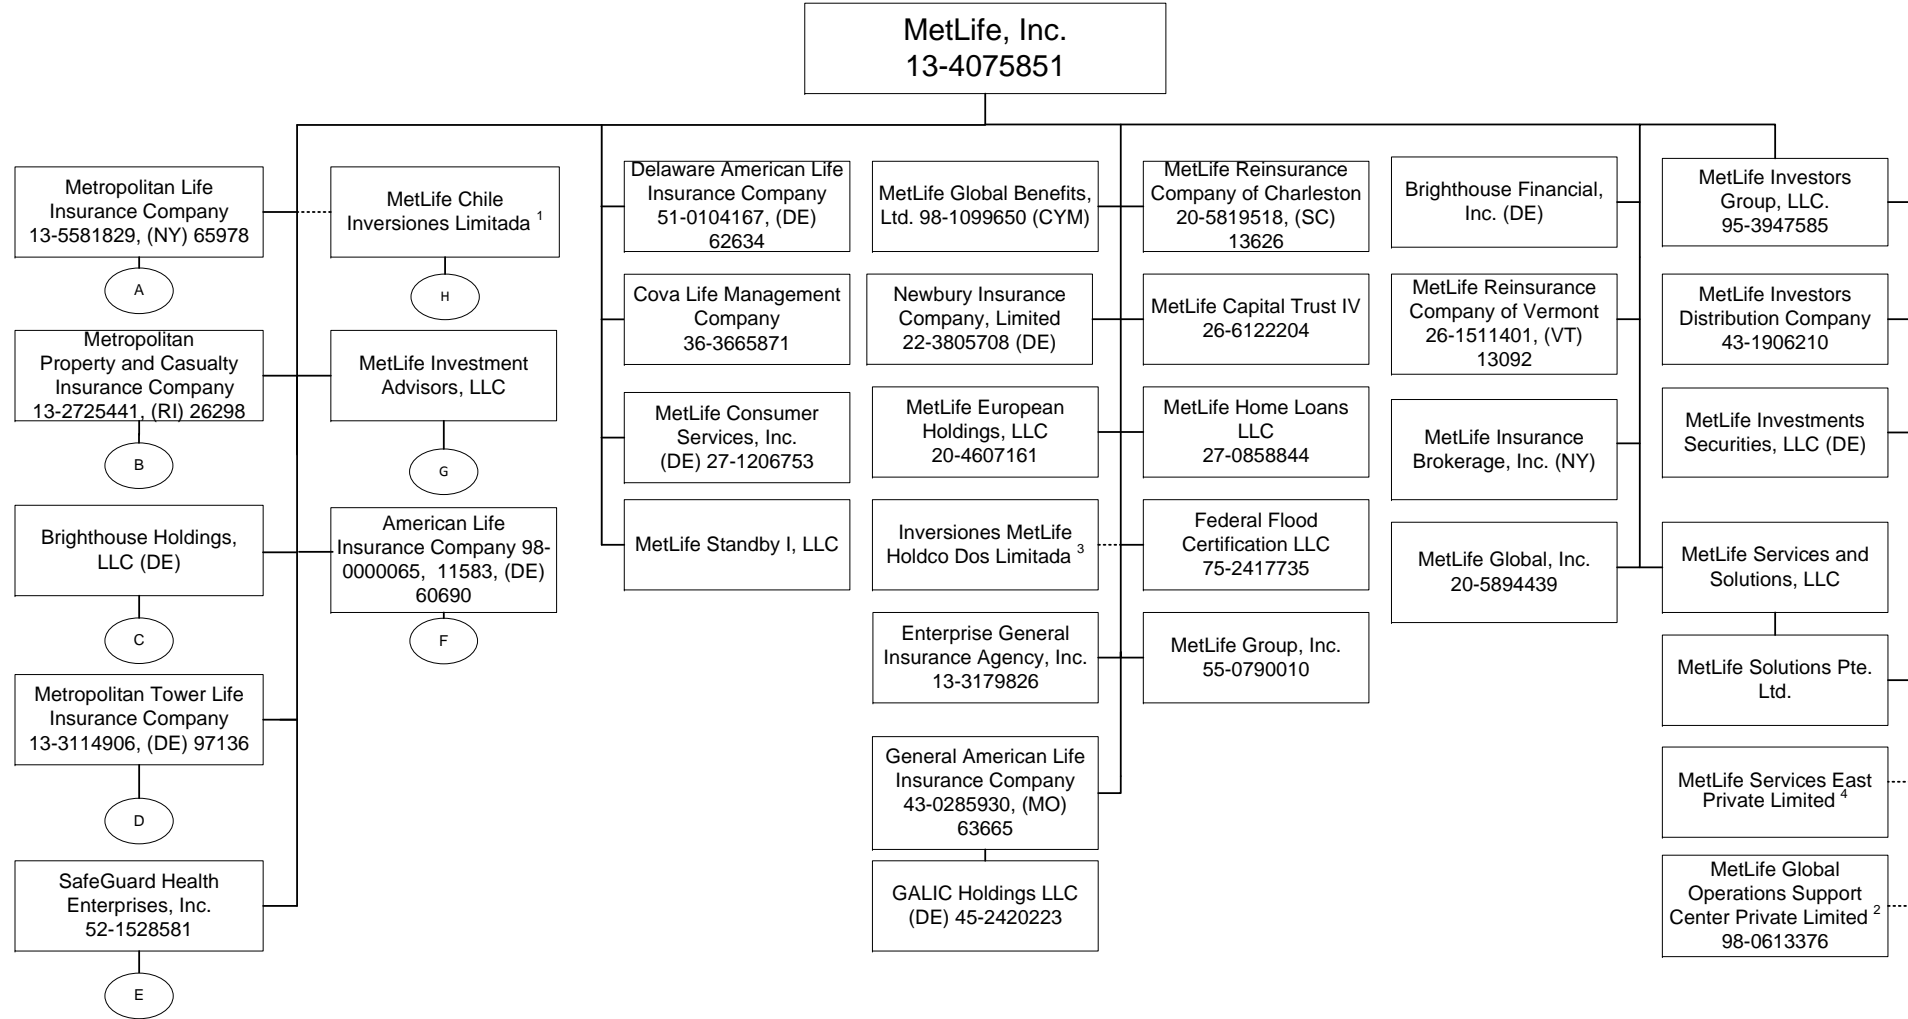 MetLife, Inc.
13-4075851
Metropolitan Life
Insurance Company
13-5581829, (NY) 65978
A
Metropolitan
Property and Casualty
Insurance Company
13-2725441, (RI) 26298
B
Brighthouse Holdings,
LLC (DE)
C
Metropolitan Tower Life
Insurance Company
13-3114906, (DE) 97136
D
SafeGuard Health
Enterprises, Inc.
52-1528581
E
MetLife Chile
Inversiones Limitada 1
H
MetLife Investment
Advisors, LLC
G
American Life
Insurance Company 98-
0000065, 11583, (DE)
60690
F
Delaware American Life
Insurance Company
51-0104167, (DE)
62634
Cova Life Management
Company
36-3665871
MetLife Consumer
Services, Inc.
(DE) 27-1206753
MetLife Standby I, LLC
MetLife Global Benefits,
Ltd. 98-1099650 (CYM)
Newbury Insurance
Company, Limited
22-3805708 (DE)
MetLife European
Holdings, LLC
20-4607161
Inversiones MetLife
Holdco Dos Limitada 3
Enterprise General
Insurance Agency, Inc.
13-3179826
General American Life
Insurance Company
43-0285930, (MO)
63665
GALIC Holdings LLC
(DE) 45-2420223
MetLife Reinsurance
Company of Charleston
20-5819518, (SC)
13626
MetLife Capital Trust IV
26-6122204
MetLife Home Loans
LLC
27-0858844
Federal Flood
Certification LLC
75-2417735
MetLife Group, Inc.
55-0790010
Brighthouse Financial,
Inc. (DE)
MetLife Reinsurance
Company of Vermont
26-1511401, (VT)
13092
MetLife Insurance
Brokerage, Inc. (NY)
MetLife Global, Inc.
20-5894439
MetLife Investors
Group, LLC.
95-3947585
MetLife Investors
Distribution Company
43-1906210
MetLife Investments
Securities, LLC (DE)
MetLife Services and
Solutions, LLC
MetLife Solutions Pte.
Ltd.
MetLife Services East
Private Limited 4
MetLife Global
Operations Support
Center Private Limited 2
98-0613376